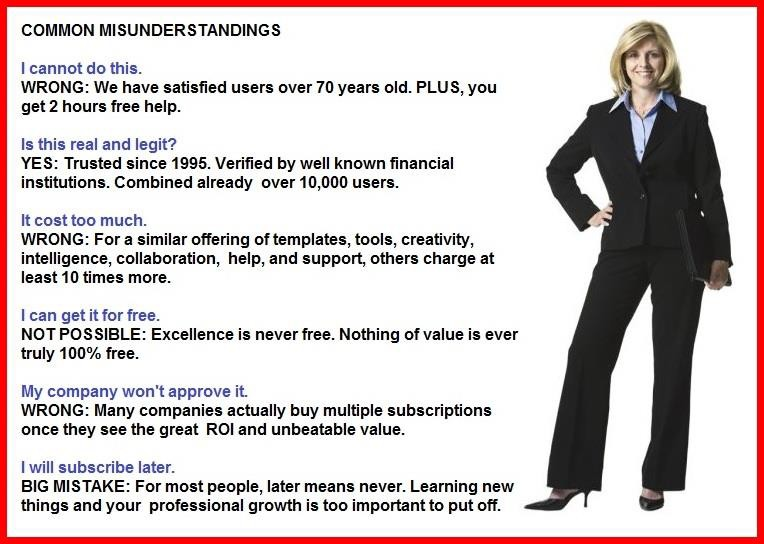 COMMON MISUNDERSTANDINGS
I cannot do this.
WRONG: We have satisfied users over 70 years old. PLUS, you
get 2 hours free help.
Is this real and legit?
YES: Trusted since 1995. Verified by well known financial
institutions. Combined already  over 10,000 users.
It cost too much.
WRONG: For a similar offering of templates, tools, creativity,
intelligence, collaboration,  help, and support, others charge at
least 10 times more.
I can get it for free.
NOT POSSIBLE: Excellence is never free. Nothing of value is ever
truly 100% free.
My company won't approve it.
WRONG: Many companies actually buy multiple subscriptions
once they see the great  ROI and unbeatable value.
I will subscribe later.
BIG MISTAKE: For most people, later means never. Learning new
things and your  professional growth is too important to put off.